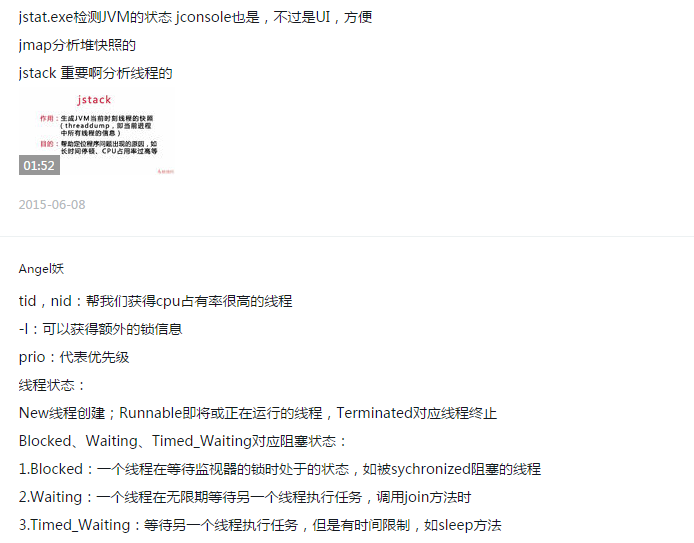 jstat.exe检测JVM的状态 jconsole也是，不过是UI，方便
jmap分析堆快照的
jstack 重要啊分析线程的
jstack
作用：生成JVM当前时刻线程的快照
（threaddump，即当前进程
中所有线程的信息）
目的：帮助定位程序问题出现的原因，如
长时间停顿、CPU占用率过高等
01:52
2015-06-08
Angel妖
tid，nid：帮我们获得cpu占有率很高的线程
-l：可以获得额外的锁信息
prio：代表优先级
线程状态：
New线程创建；Runnable即将或正在运行的线程，Terminated对应线程终止
Blocked、Waiting、Timed_Waiting对应阻塞状态：
1.Blocked：一个线程在等待监视器的锁时处于的状态，如被sychronized阻塞的线程
2.Waiting：一个线程在无限期等待另一个线程执行任务，调用join方法时
3.Timed_Waiting：等待另一个线程执行任务，但是有时间限制，如sleep方法